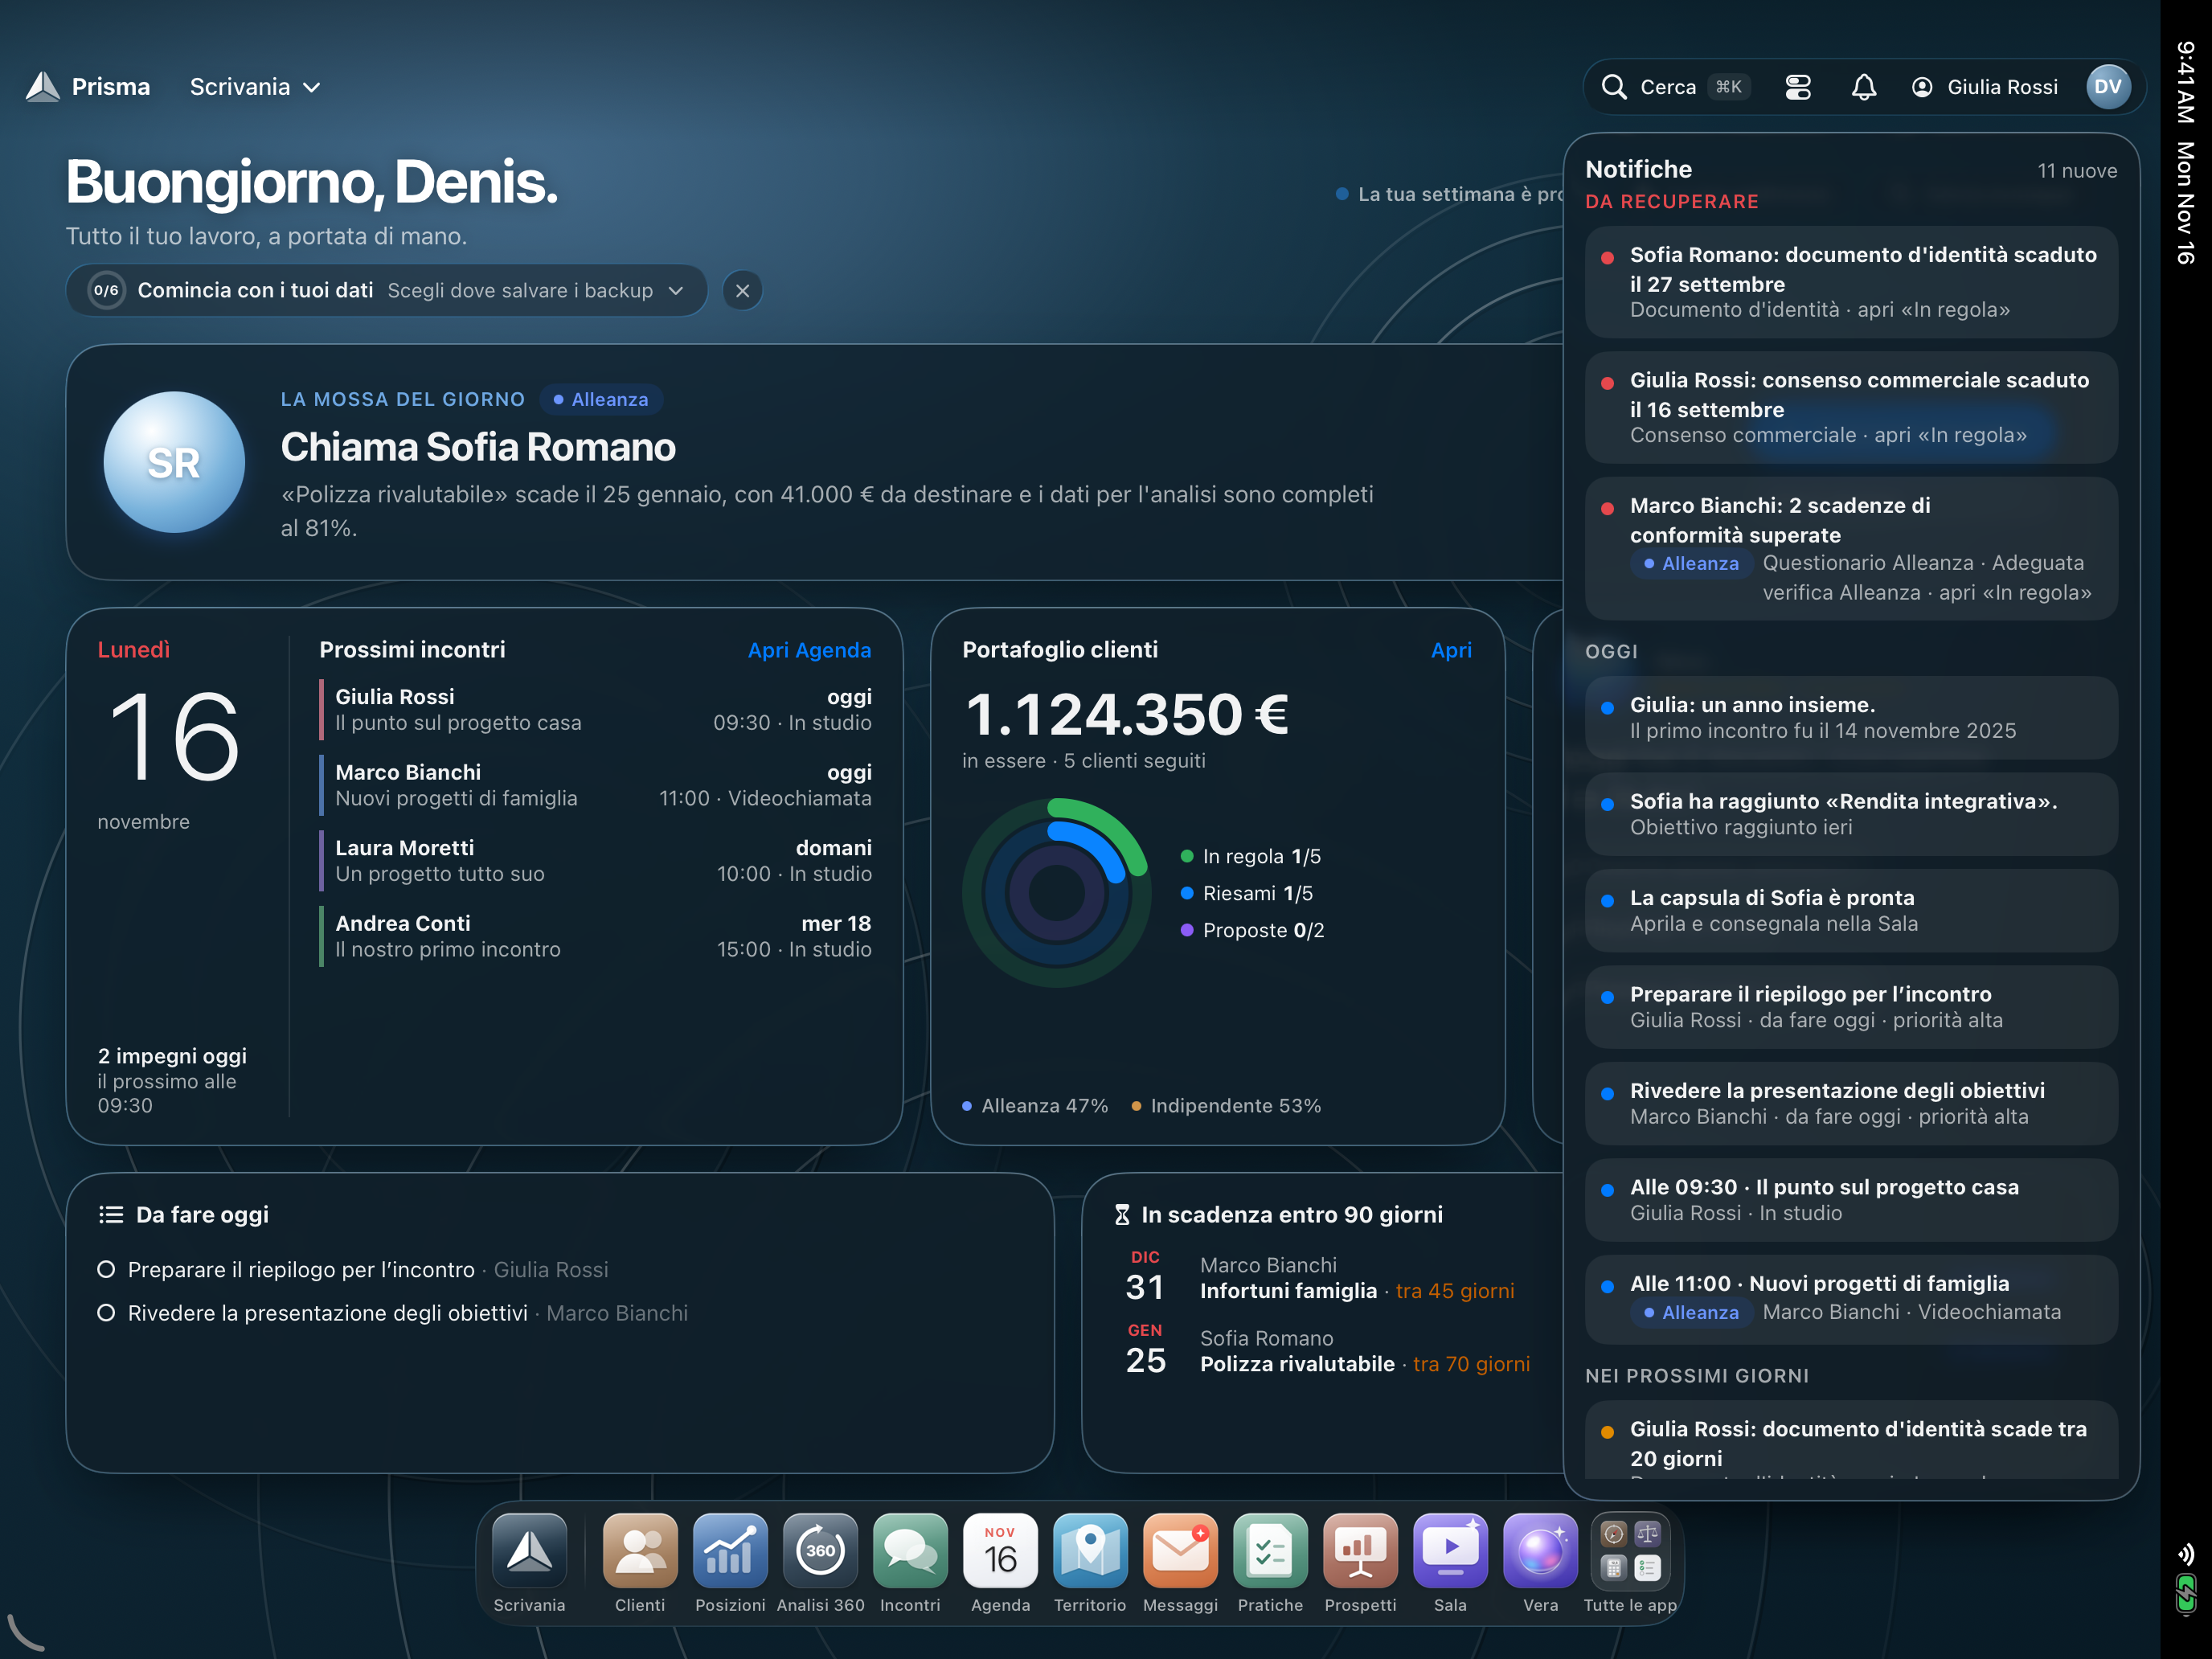 Prisma
Scrivania
Cerca ⌘K
Giulia Rossi
DV
9:41 AM Mon Nov 16
Buongiorno, Denis.
Tutto il tuo lavoro, a portata di mano.
La tua settimana è
0/6 Comincia con i tuoi dati Scegli dove salvare i backup
SR
LA MOSSA DEL GIORNO Alleanza
Chiama Sofia Romano
«Polizza rivalutabile» scade il 25 gennaio, con 41.000 € da destinare e i dati per l'analisi sono completi
al 81%.
Lunedì
16
novembre
2 impegni oggi
il prossimo alle
09:30
Prossimi incontri Apri Agenda
Giulia Rossi oggi
Il punto sul progetto casa 09:30 · In studio
Marco Bianchi oggi
Nuovi progetti di famiglia 11:00 · Videochiamata
Laura Moretti domani
Un progetto tutto suo 10:00 · In studio
Andrea Conti mer 18
Il nostro primo incontro 15:00 · In studio
Portafoglio clienti Apri
1.124.350 €
in essere · 5 clienti seguiti
In regola 1/5
Riesami 1/5
Proposte 0/2
Alleanza 47% Indipendente 53%
Da fare oggi
Preparare il riepilogo per l’incontro · Giulia Rossi
Rivedere la presentazione degli obiettivi · Marco Bianchi
In scadenza entro 90 giorni
DIC
31
Marco Bianchi
Infortuni famiglia · tra 45 giorni
GEN
25
Sofia Romano
Polizza rivalutabile · tra 70 giorni
Notifiche 11 nuove
DA RECUPERARE
Sofia Romano: documento d'identità scaduto
il 27 settembre
Documento d'identità · apri «In regola»
Giulia Rossi: consenso commerciale scaduto
il 16 settembre
Consenso commerciale · apri «In regola»
Marco Bianchi: 2 scadenze di
conformità superate
Alleanza Questionario Alleanza · Adeguata
verifica Alleanza · apri «In regola»
OGGI
Giulia: un anno insieme.
Il primo incontro fu il 14 novembre 2025
Sofia ha raggiunto «Rendita integrativa».
Obiettivo raggiunto ieri
La capsula di Sofia è pronta
Aprila e consegnala nella Sala
Preparare il riepilogo per l’incontro
Giulia Rossi · da fare oggi · priorità alta
Rivedere la presentazione degli obiettivi
Marco Bianchi · da fare oggi · priorità alta
Alle 09:30 · Il punto sul progetto casa
Giulia Rossi · In studio
Alle 11:00 · Nuovi progetti di famiglia
Alleanza Marco Bianchi · Videochiamata
NEI PROSSIMI GIORNI
Giulia Rossi: documento d'identità scade tra
20 giorni
360
NOV
16
Scrivania
Clienti
Posizioni
Analisi 360
Incontri
Agenda
Territorio
Messaggi
Pratiche
Prospetti
Sala
Vera
Tutte le app